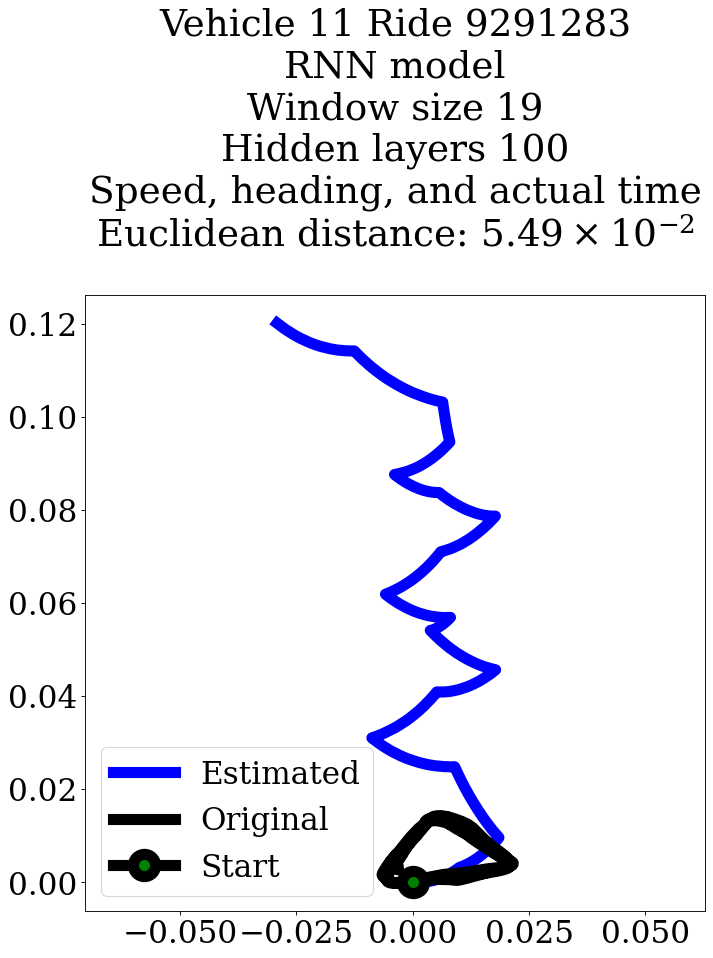 Vehicle 11 Ride 9291283
RNN model
Window size 19
Hidden layers 100
Speed, heading, and actual time
Euclidean distance: 5.49 × 10⁻²
0.12
0.10
0.08
0.06
0.04
0.02
0.00
Estimated
Original
Start
−0.050 −0.025 0.000 0.025 0.050